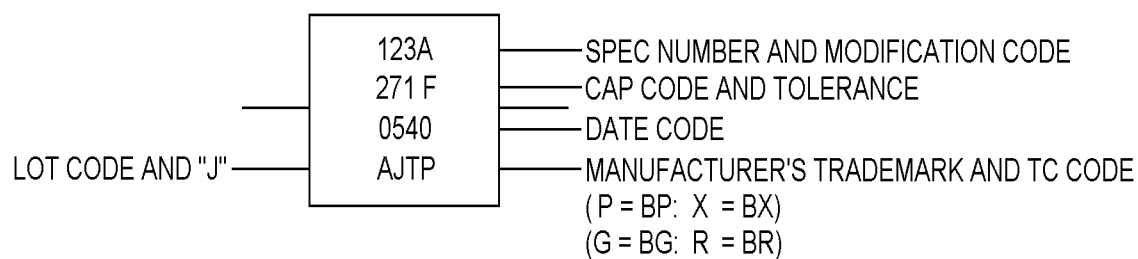 123A SPEC NUMBER AND MODIFICATION CODE
271 F CAP CODE AND TOLERANCE
0540 DATE CODE
LOT CODE AND "J" AJTP MANUFACTURER'S TRADEMARK AND TC CODE
( P = BP: X = BX)
(G = BG: R = BR)